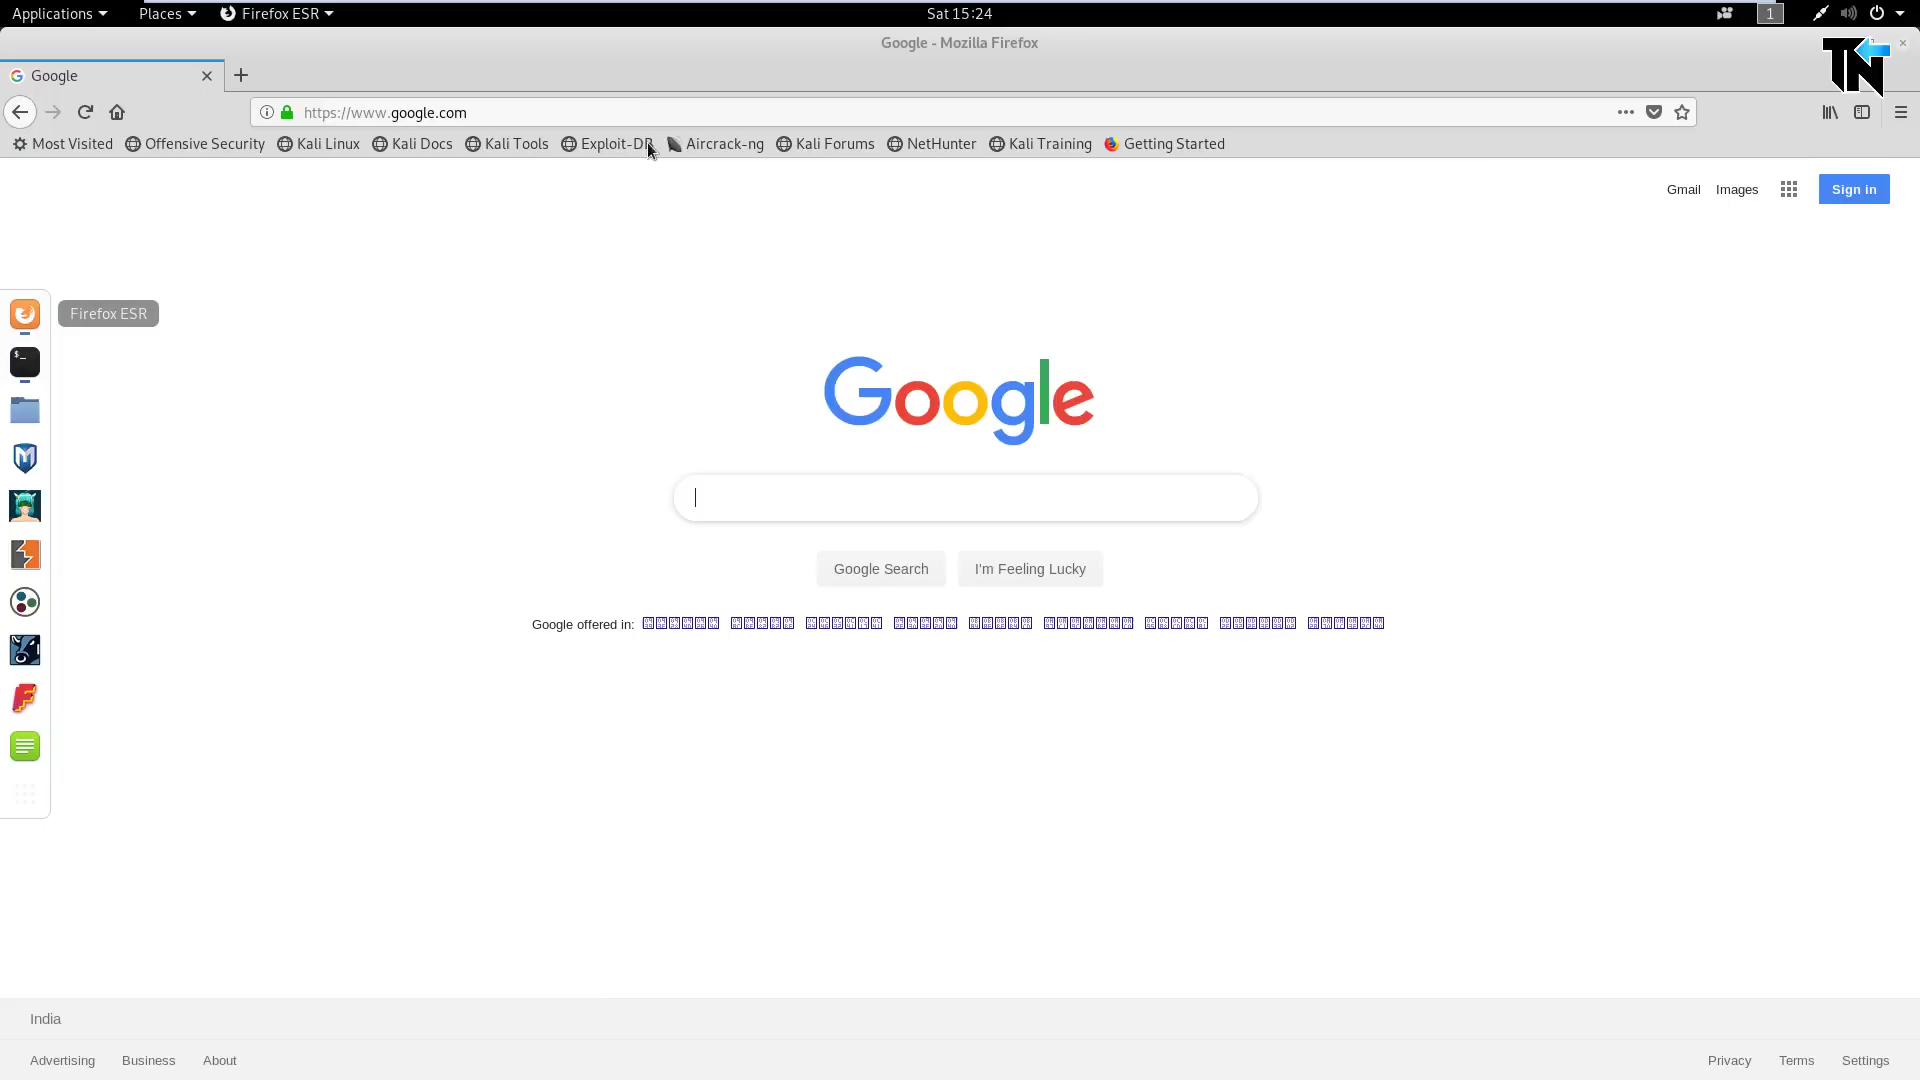 Applications Places Firefox ESR Sat 15:24 1
Google - Mozilla Firefox
Google
https://www.google.com
Most Visited Offensive Security Kali Linux Kali Docs Kali Tools Exploit-DB Aircrack-ng Kali Forums NetHunter Kali Training Getting Started
Gmail Images Sign in
Firefox ESR
$_
Google
Google Search I'm Feeling Lucky
Google offered in:
India
Advertising Business About Privacy Terms Settings